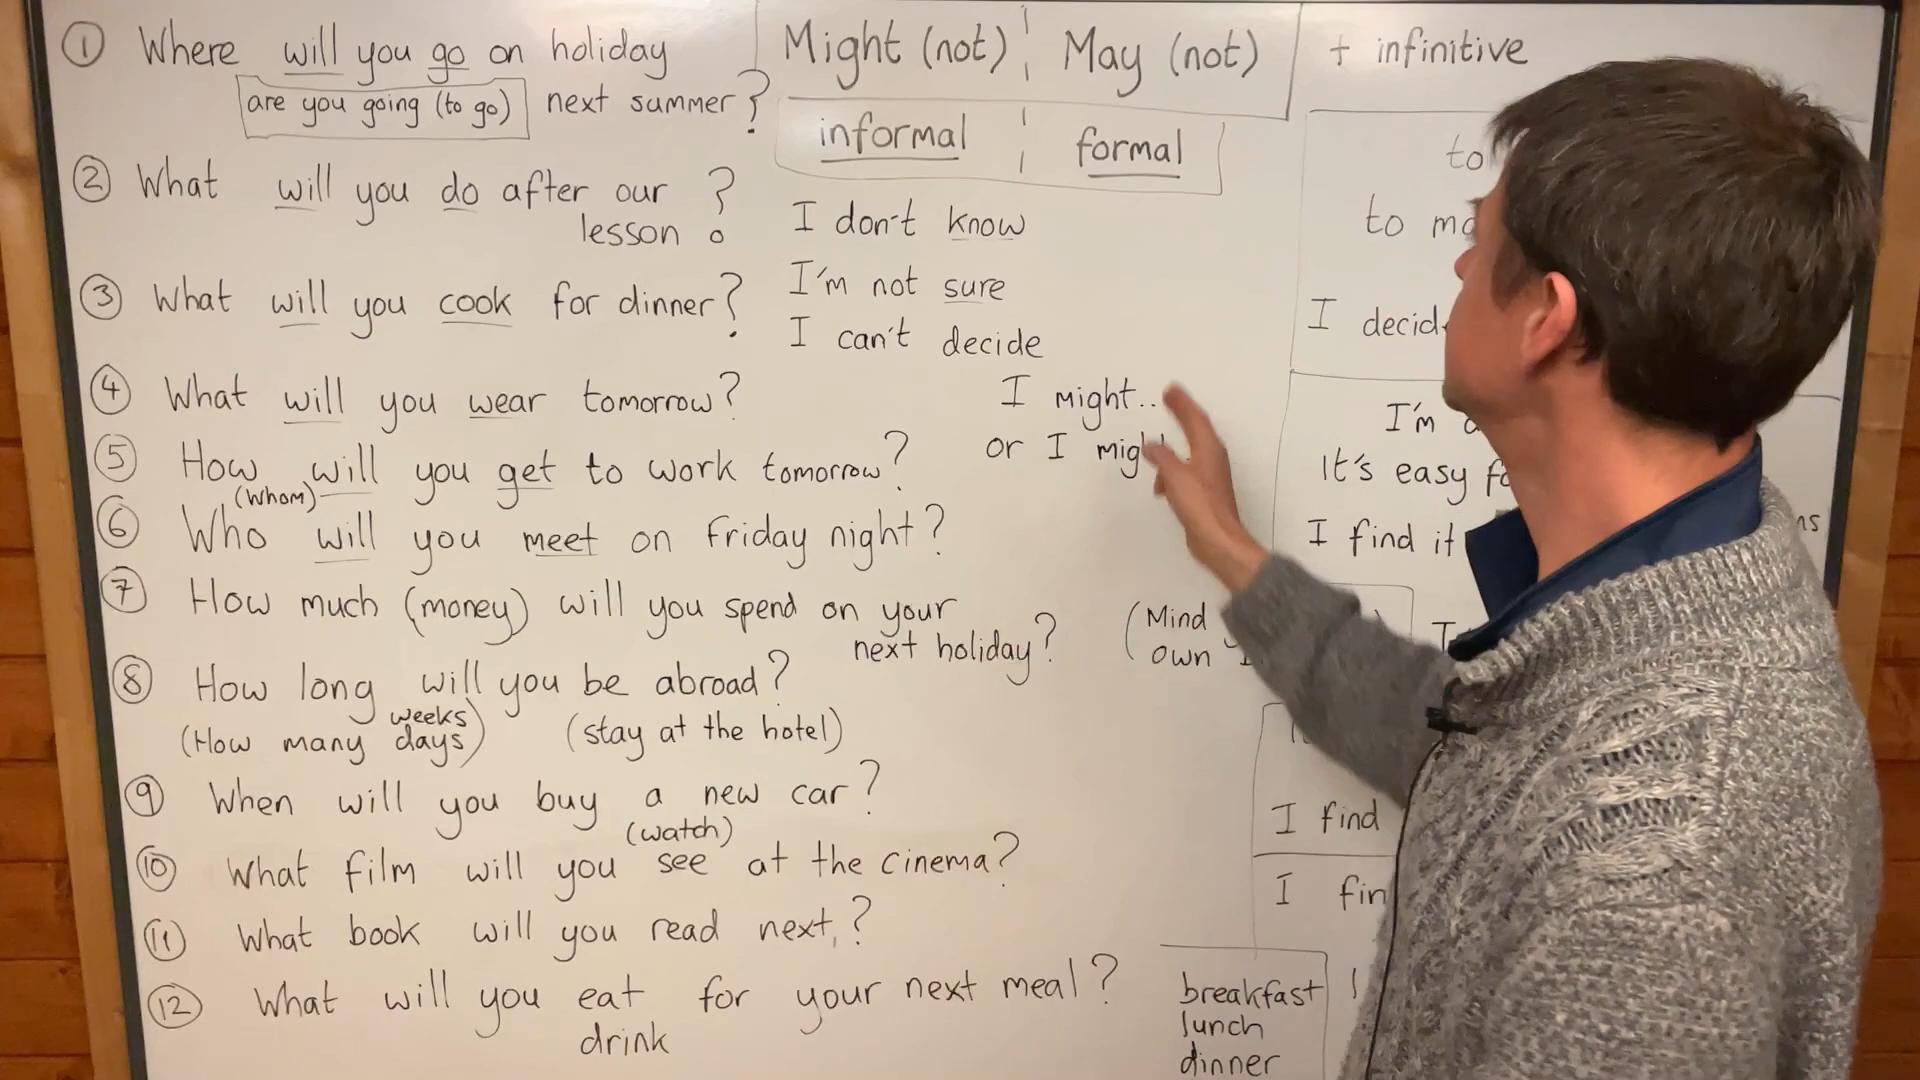 ① Where will you go on holiday
are you going (to go) next summer?
② What will you do after our
lesson ?
③ What will you cook for dinner?
④ What will you wear tomorrow?
⑤ How will you get to work tomorrow?
(whom)
⑥ Who will you meet on Friday night?
⑦ How much (money) will you spend on your
next holiday?
⑧ How long will you be abroad?
weeks
(How many days) (stay at the hotel)
⑨ When will you buy a new car?
(watch)
⑩ What film will you see at the cinema?
⑪ What book will you read next?
⑫ What will you eat for your next meal?
drink
Might (not) May (not) + infinitive
informal formal
I don't know
I'm not sure
I can't decide
I might...
or I
(Mind
own
breakfast
lunch
dinner
to
to
I
I'm
It's easy
I find it
I find
I